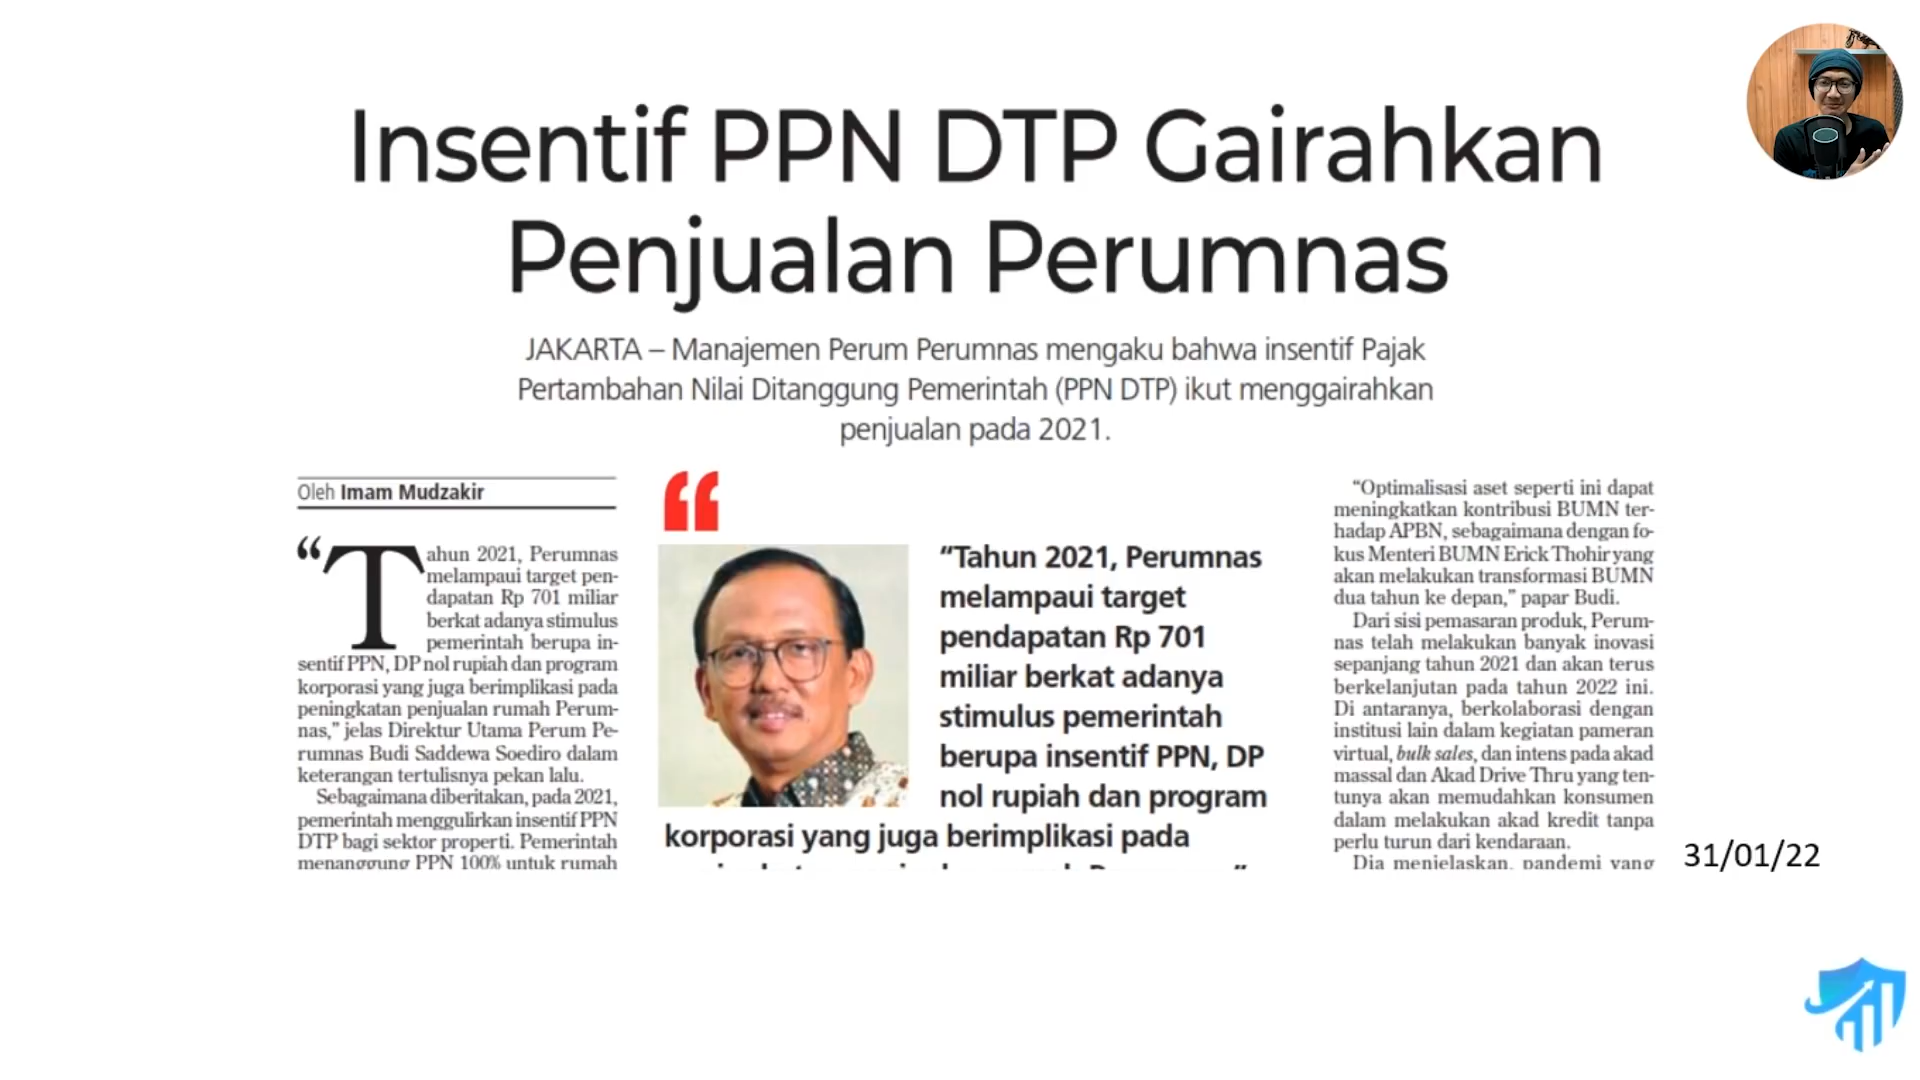 Insentif PPN DTP Gairahkan
Penjualan Perumnas
JAKARTA – Manajemen Perum Perumnas mengaku bahwa insentif Pajak
Pertambahan Nilai Ditanggung Pemerintah (PPN DTP) ikut menggairahkan
penjualan pada 2021.
Oleh Imam Mudzakir
“Tahun 2021, Perumnas
melampaui target pen-
dapatan Rp 701 miliar
berkat adanya stimulus
pemerintah berupa in-
sentif PPN, DP nol rupiah dan program
korporasi yang juga berimplikasi pada
peningkatan penjualan rumah Perum-
nas,” jelas Direktur Utama Perum Pe-
rumnas Budi Saddewa Soediro dalam
keterangan tertulisnya pekan lalu.
Sebagaimana diberitakan, pada 2021,
pemerintah menggulirkan insentif PPN
DTP bagi sektor properti. Pemerintah
menanggung PPN 100% untuk rumah
“
“Tahun 2021, Perumnas
melampaui target
pendapatan Rp 701
miliar berkat adanya
stimulus pemerintah
berupa insentif PPN, DP
nol rupiah dan program
korporasi yang juga berimplikasi pada
“Optimalisasi aset seperti ini dapat
meningkatkan kontribusi BUMN ter-
hadap APBN, sebagaimana dengan fo-
kus Menteri BUMN Erick Thohir yang
akan melakukan transformasi BUMN
dua tahun ke depan,” papar Budi.
Dari sisi pemasaran produk, Perum-
nas telah melakukan banyak inovasi
sepanjang tahun 2021 dan akan terus
berkelanjutan pada tahun 2022 ini.
Di antaranya, berkolaborasi dengan
institusi lain dalam kegiatan pameran
virtual, bulk sales, dan intens pada akad
massal dan Akad Drive Thru yang ten-
tunya akan memudahkan konsumen
dalam melakukan akad kredit tanpa
perlu turun dari kendaraan.
Dia menjelaskan, pandemi yang
31/01/22